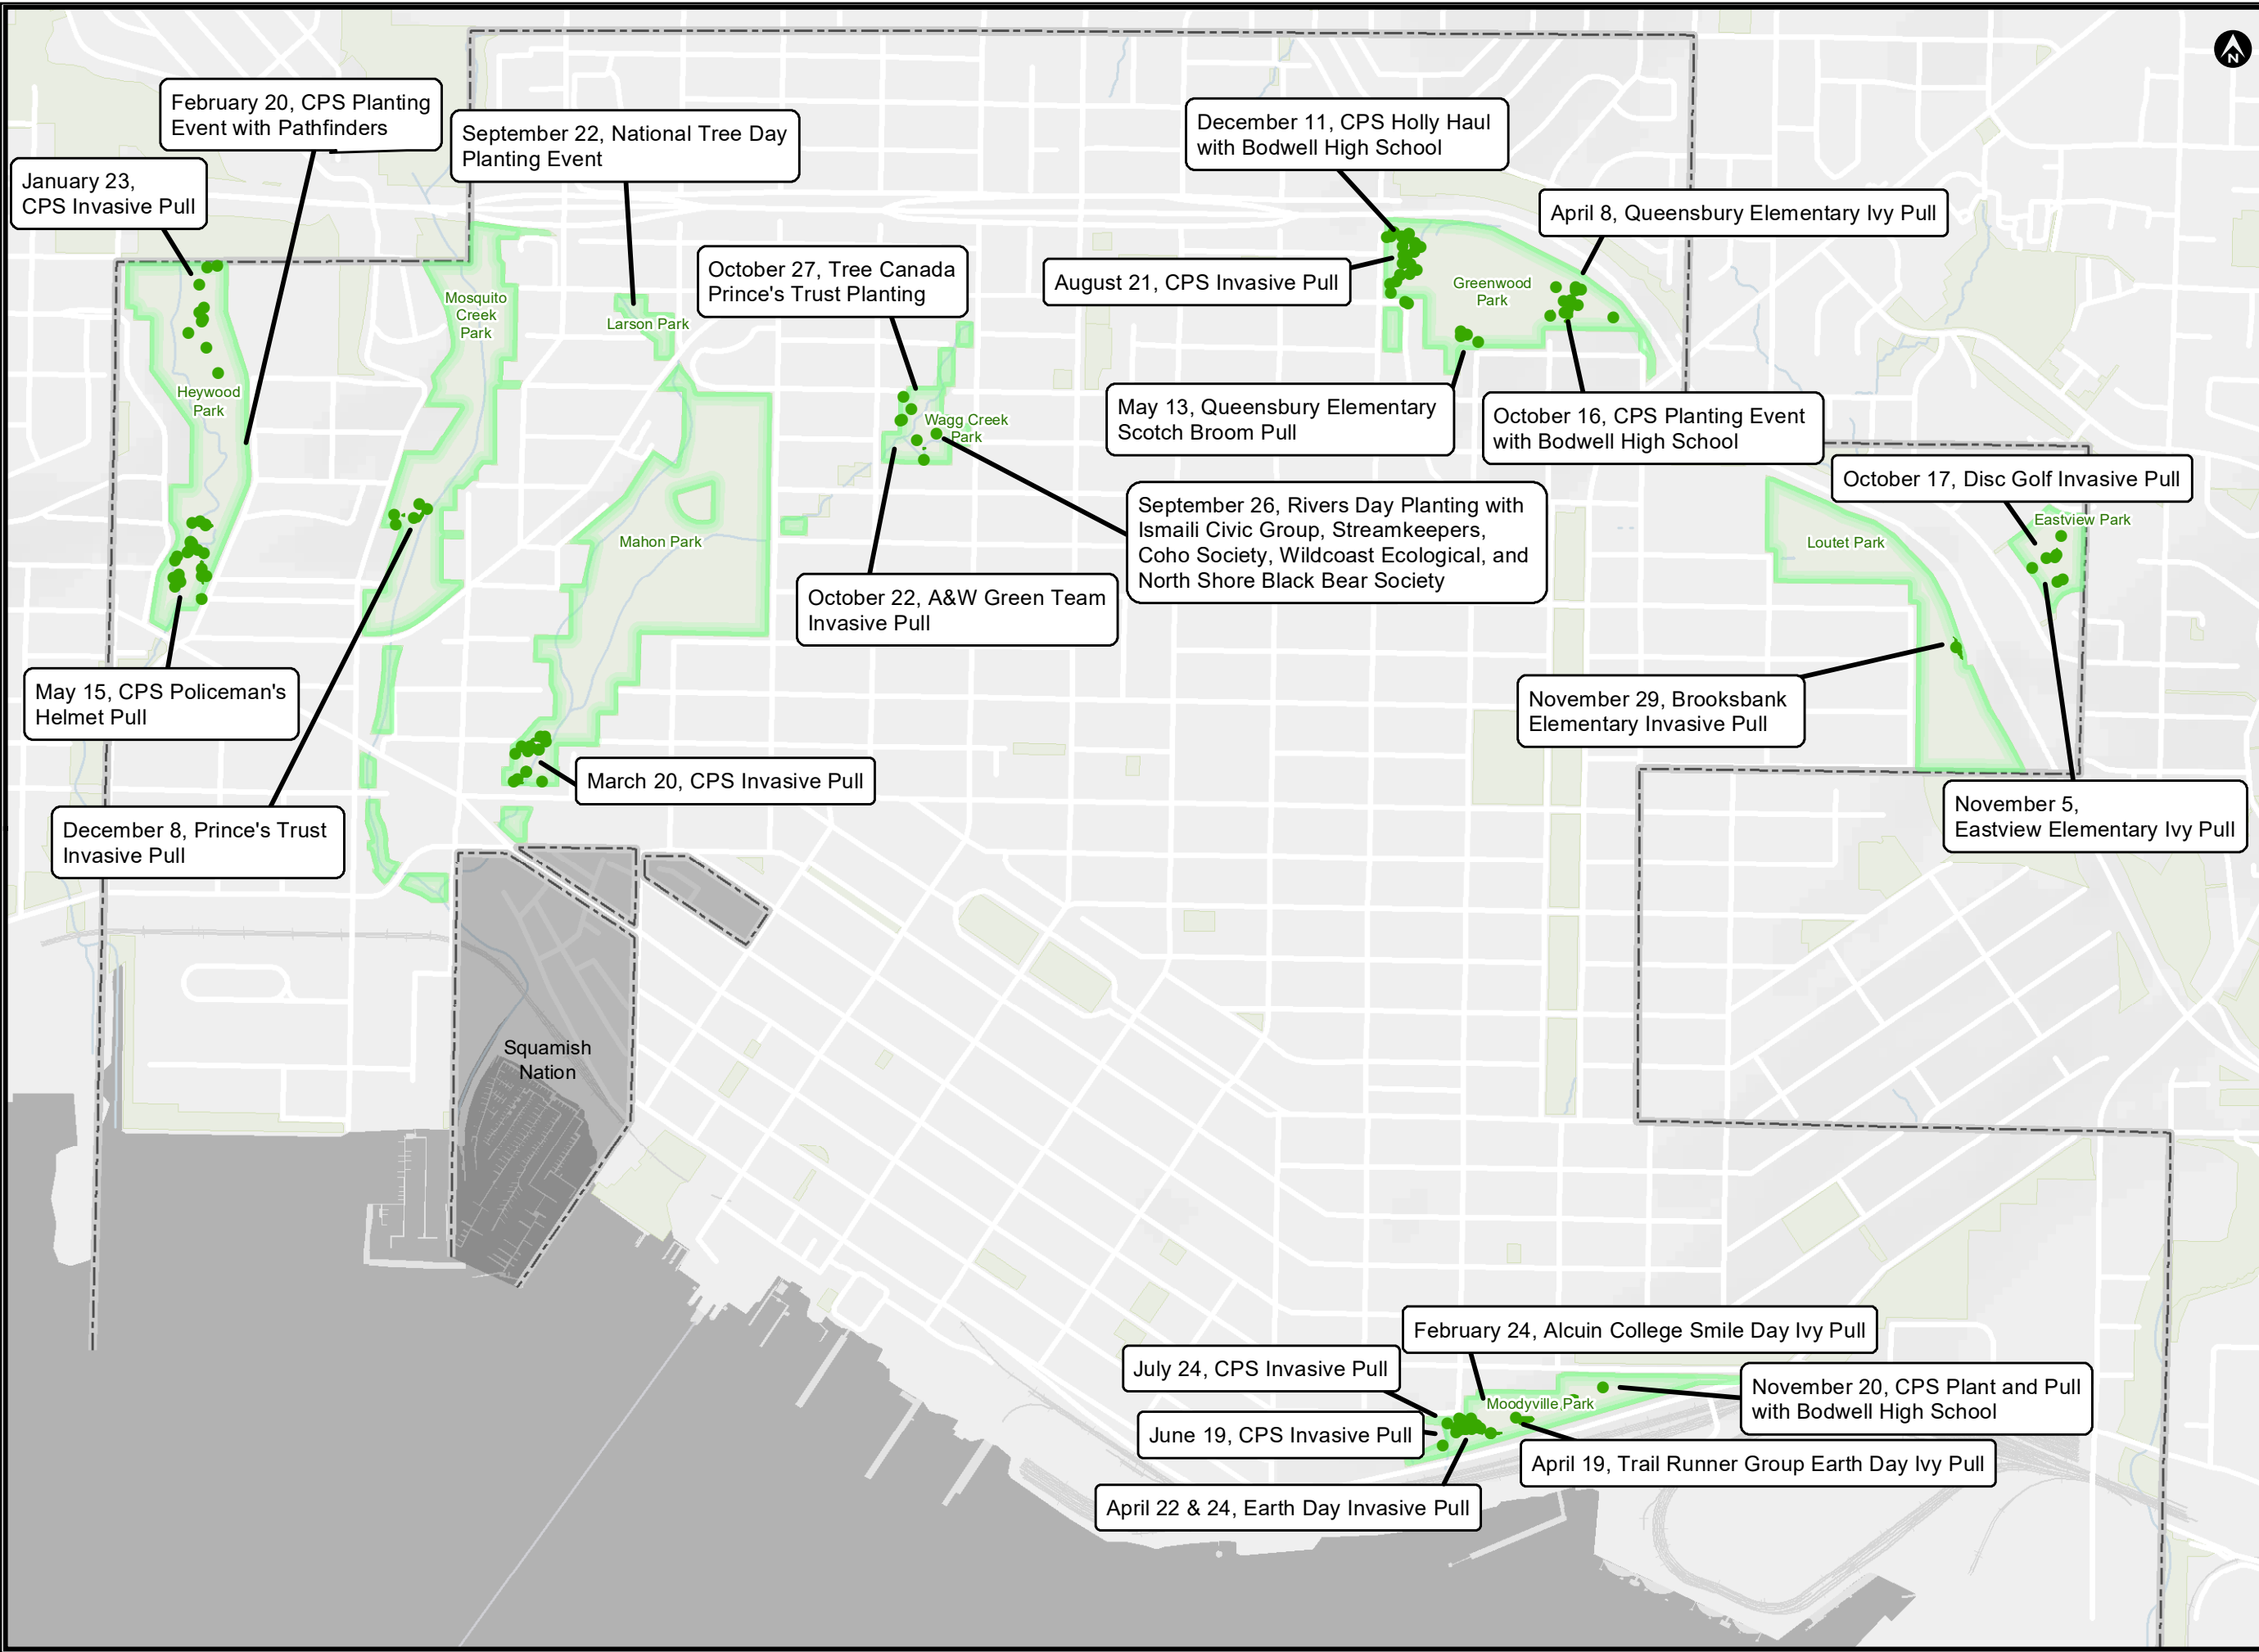 N
February 20, CPS Planting
Event with Pathfinders
September 22, National Tree Day
Planting Event
December 11, CPS Holly Haul
with Bodwell High School
January 23,
CPS Invasive Pull
April 8, Queensbury Elementary Ivy Pull
October 27, Tree Canada
Prince's Trust Planting
August 21, CPS Invasive Pull
Greenwood
Park
Mosquito
Creek
Park
Larson Park
Heywood
Park
Wagg Creek
Park
May 13, Queensbury Elementary
Scotch Broom Pull
October 16, CPS Planting Event
with Bodwell High School
October 17, Disc Golf Invasive Pull
September 26, Rivers Day Planting with
Ismaili Civic Group, Streamkeepers,
Coho Society, Wildcoast Ecological, and
North Shore Black Bear Society
Eastview Park
Loutet Park
Mahon Park
October 22, A&W Green Team
Invasive Pull
May 15, CPS Policeman's
Helmet Pull
November 29, Brooksbank
Elementary Invasive Pull
March 20, CPS Invasive Pull
December 8, Prince's Trust
Invasive Pull
November 5,
Eastview Elementary Ivy Pull
Squamish
Nation
February 24, Alcuin College Smile Day Ivy Pull
July 24, CPS Invasive Pull
Moodyville Park
November 20, CPS Plant and Pull
with Bodwell High School
June 19, CPS Invasive Pull
April 19, Trail Runner Group Earth Day Ivy Pull
April 22 & 24, Earth Day Invasive Pull